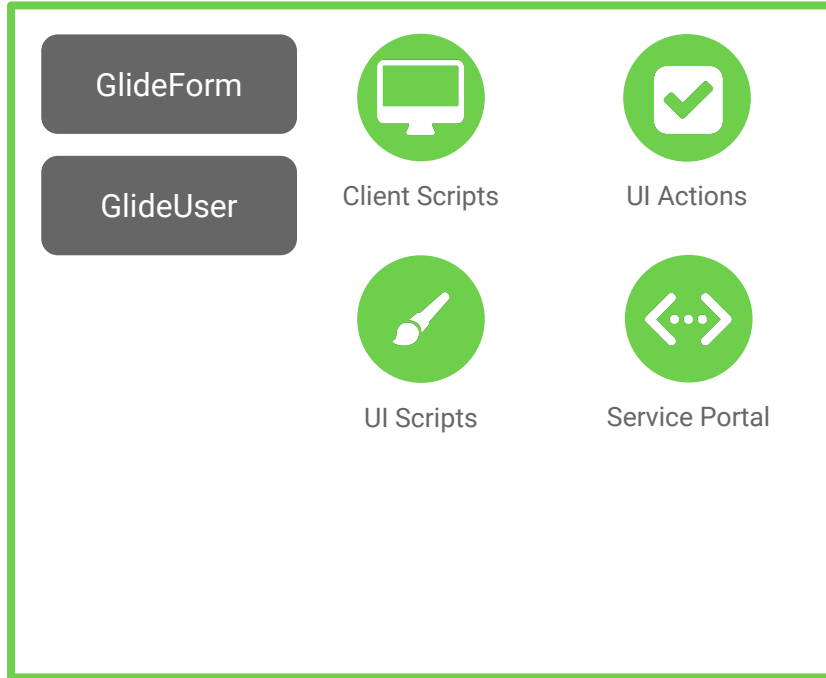 GlideForm
GlideUser
Client Scripts
UI Actions
UI Scripts
Service Portal